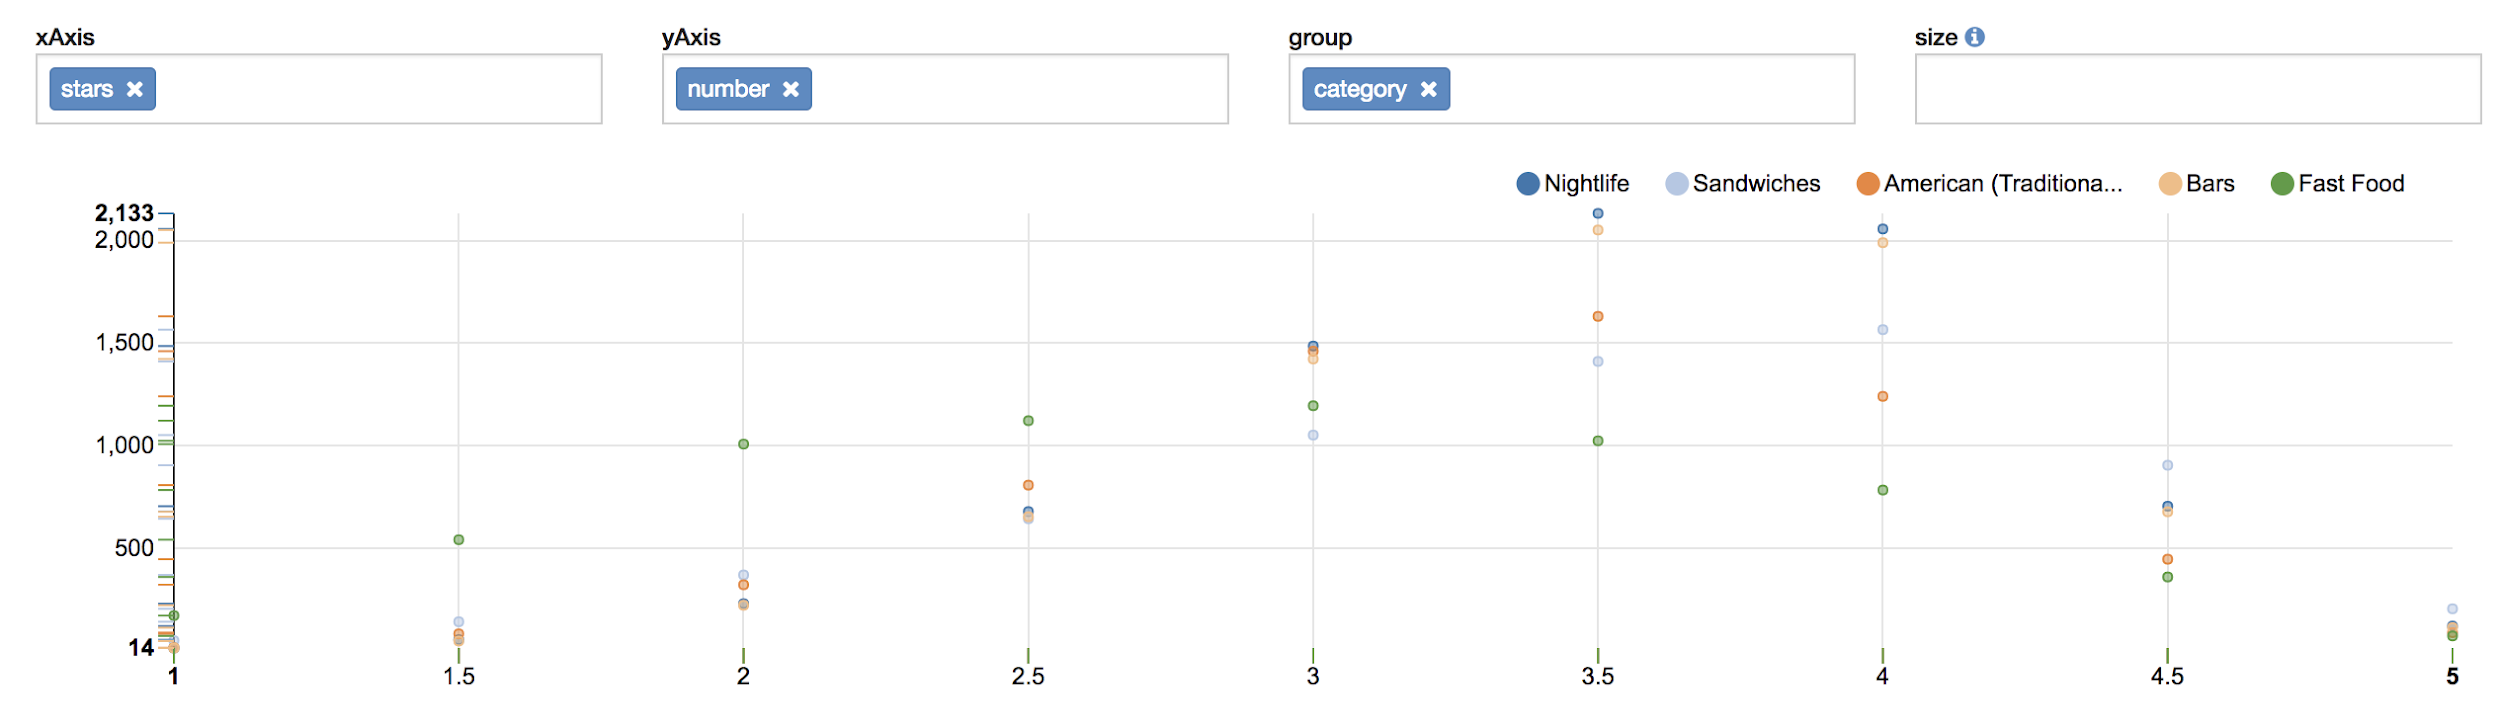 xAxis yAxis group size
stars number category
Nightlife Sandwiches American (Traditiona... Bars Fast Food
2,133
2,000
1,500
1,000
500
14
1 1.5 2 2.5 3 3.5 4 4.5 5